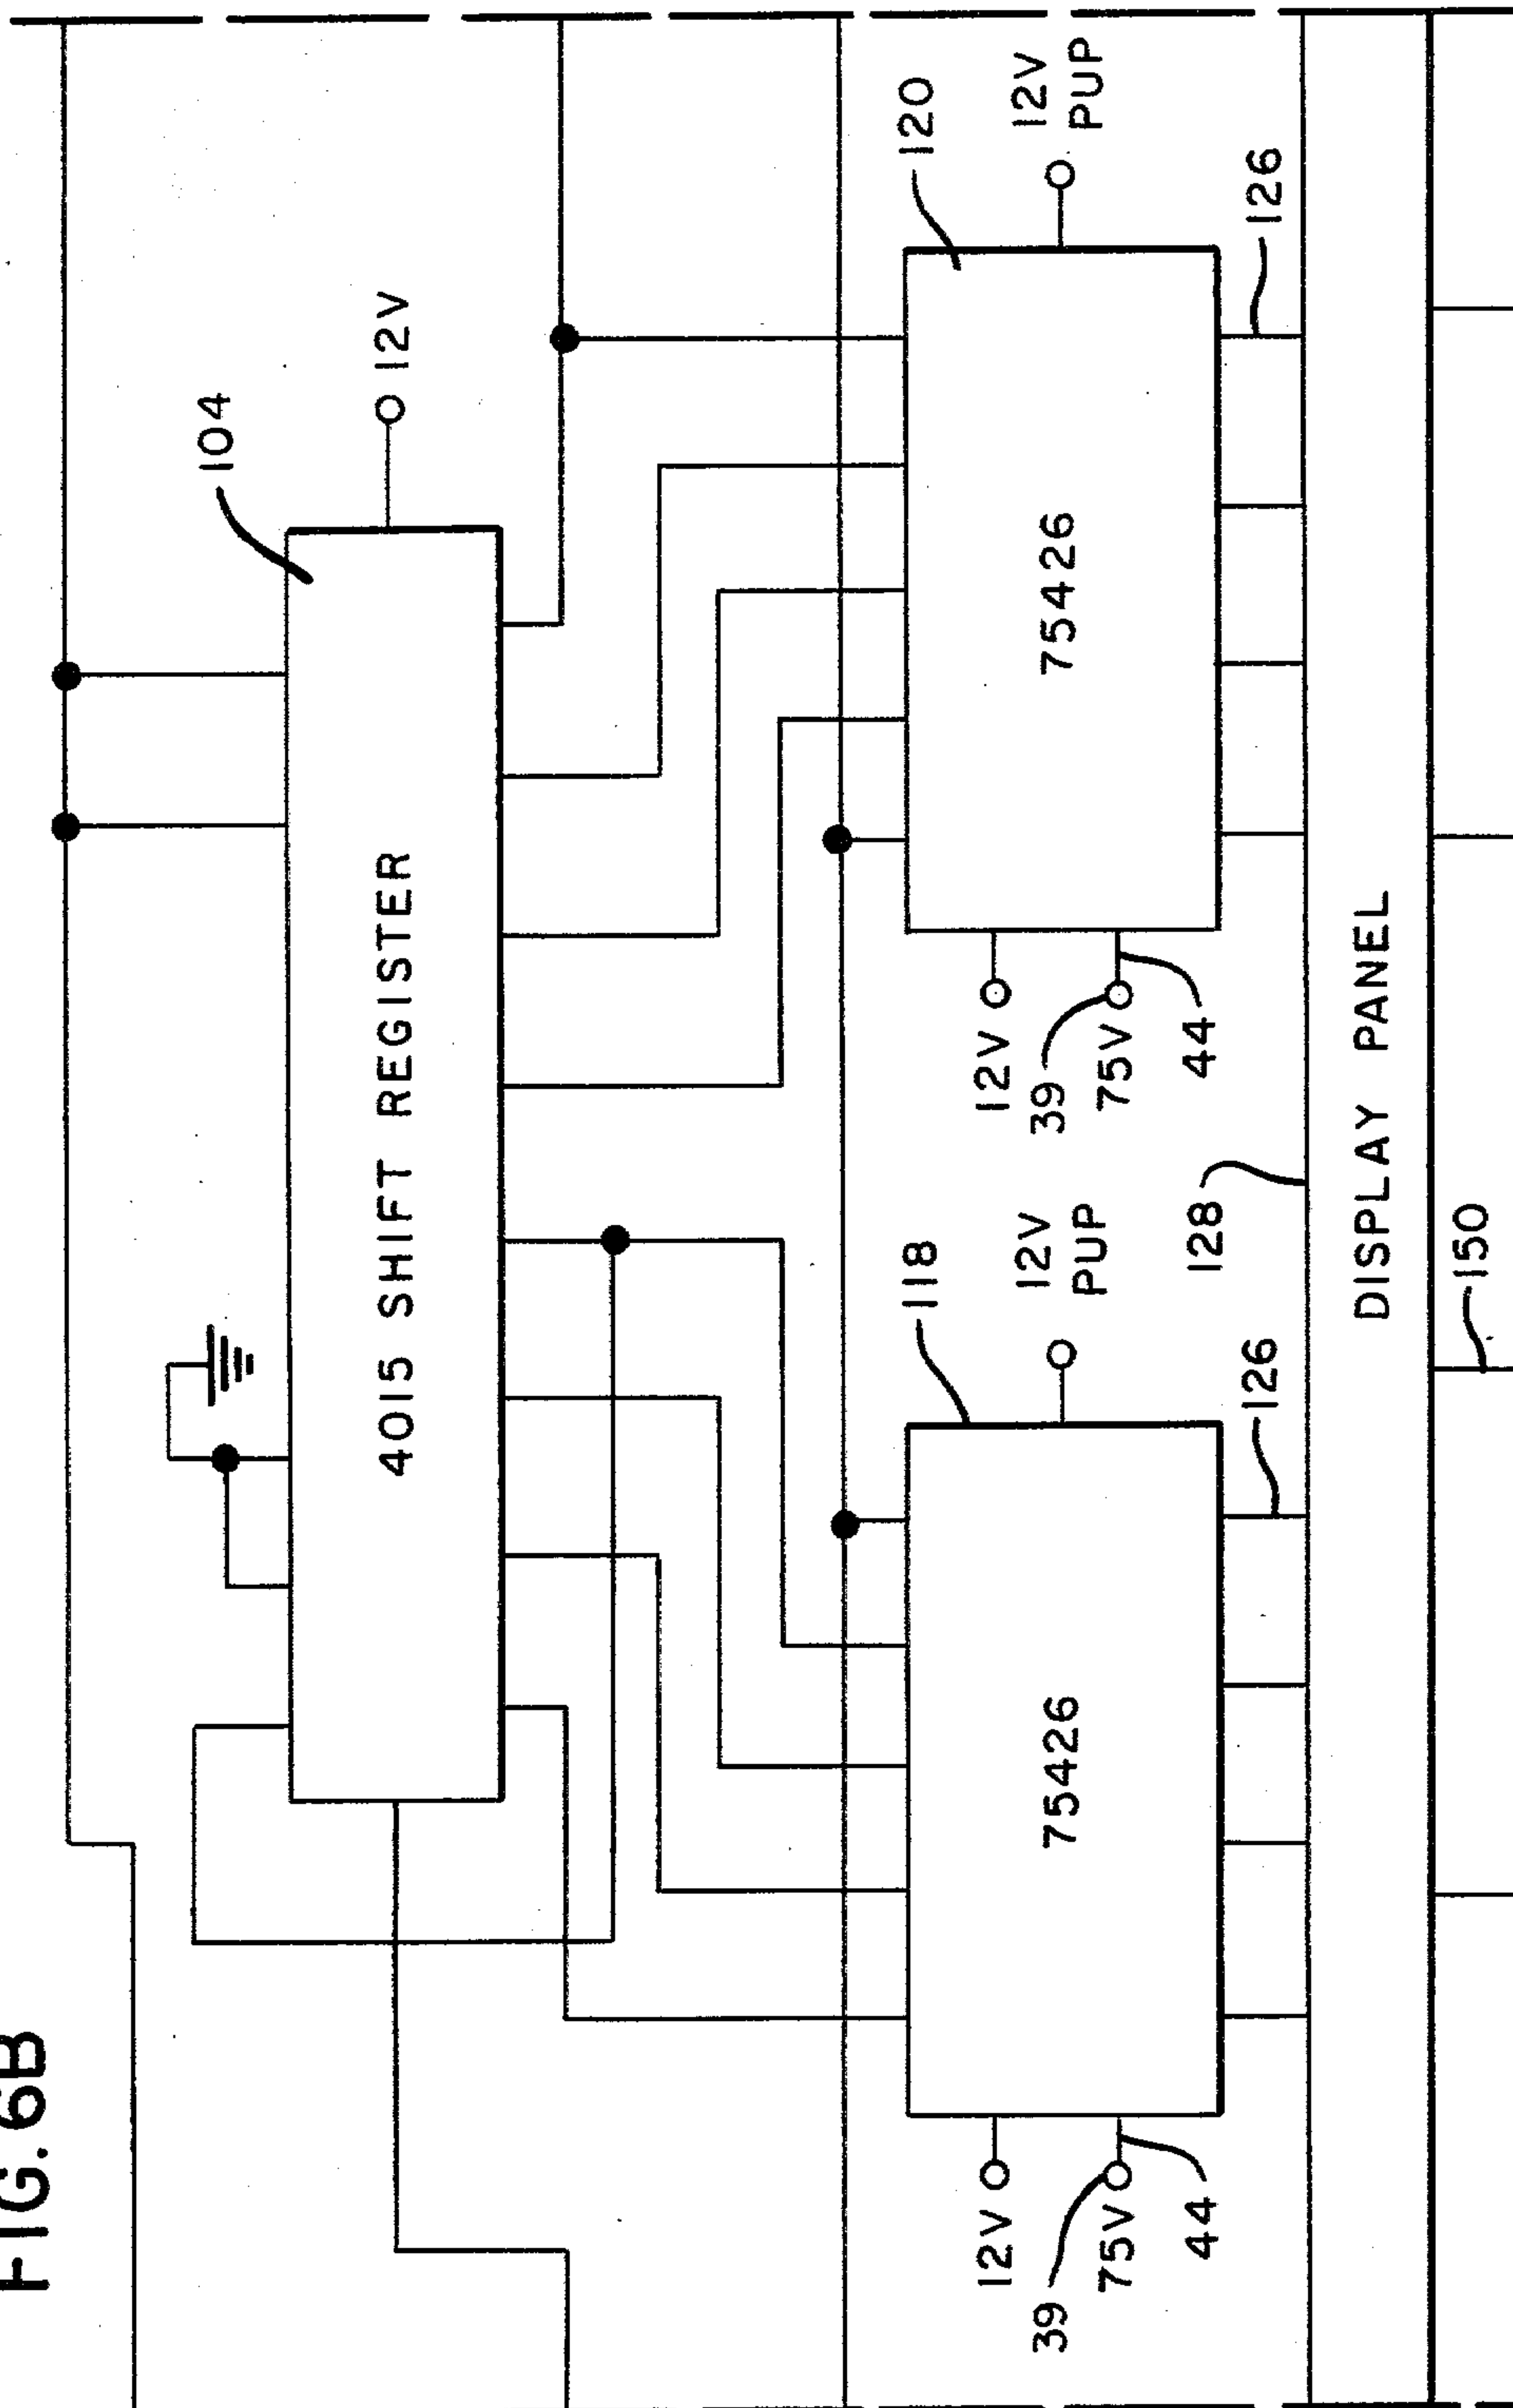 FIG. 6B
104
12V
4015 SHIFT REGISTER
118
12V
PUP
120
12V
PUP
75426
75426
12V
39
75V
44
12V
39
75V
44
126
128
126
DISPLAY PANEL
150